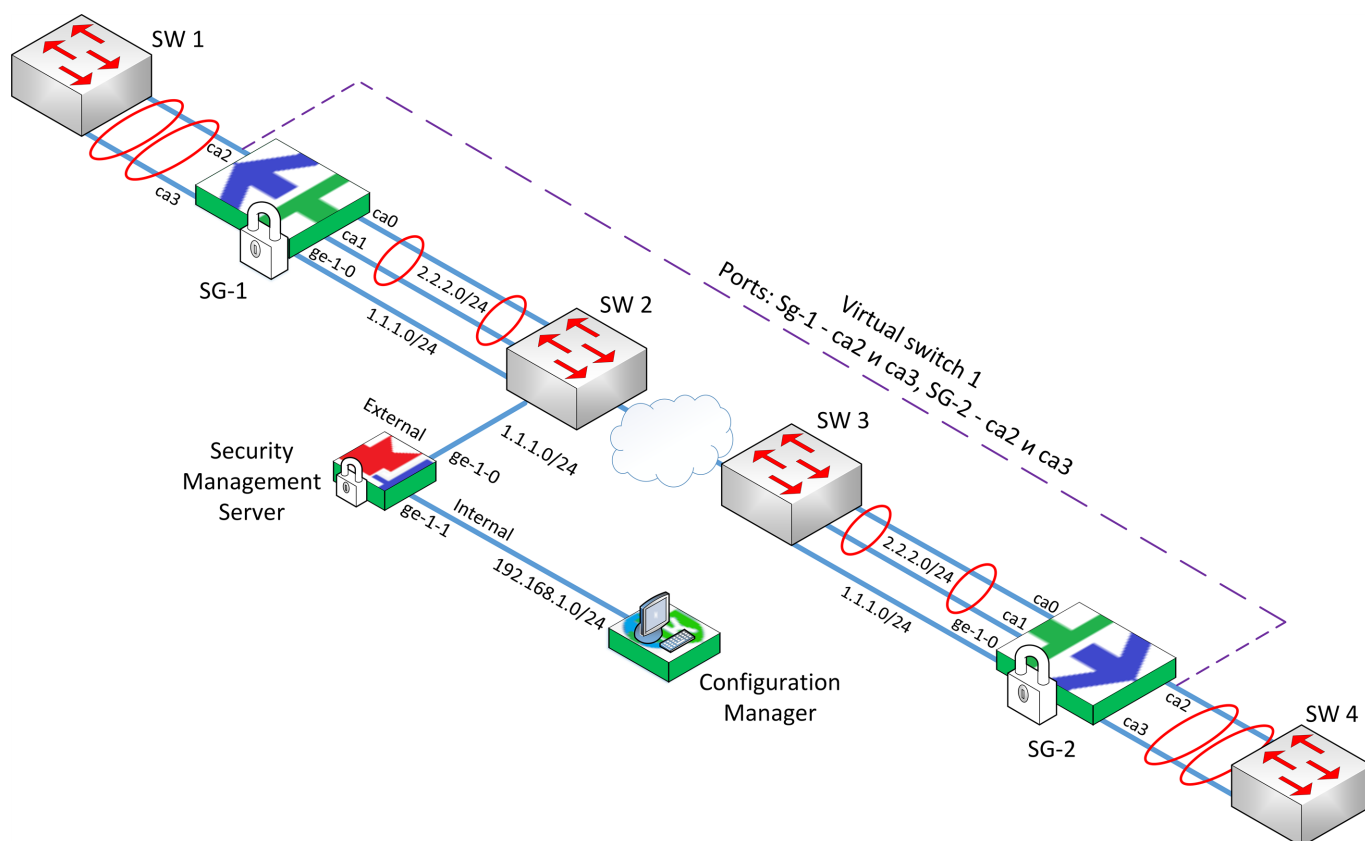 SW 1
ca2
ca3
ca0
ca1
ge-1-0
SG-1
2.2.2.0/24
1.1.1.0/24
SW 2
Virtual switch 1
Ports: Sg-1 - ca2 и ca3, SG-2 - ca2 и ca3
External
ge-1-0
1.1.1.0/24
Security
Management
Server
ge-1-1
Internal
192.168.1.0/24
Configuration
Manager
SW 3
2.2.2.0/24
1.1.1.0/24
ca0
ca1
ge-1-0
SG-2
ca2
ca3
SW 4